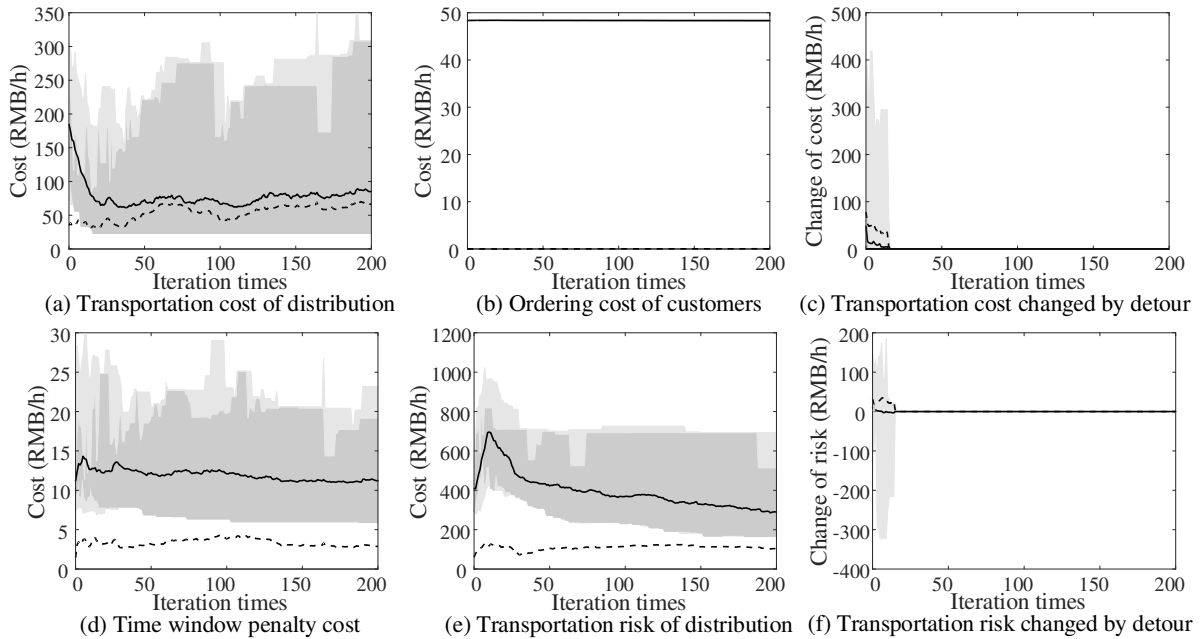 350
300
250
200
150
100
50
0
Cost (RMB/h)
0 50 100 150 200
Iteration times
(a) Transportation cost of distribution
50
40
30
20
10
0
Cost (RMB/h)
0 50 100 150 200
Iteration times
(b) Ordering cost of customers
500
400
300
200
100
0
Change of cost (RMB/h)
0 50 100 150 200
Iteration times
(c) Transportation cost changed by detour
30
25
20
15
10
5
0
Cost (RMB/h)
0 50 100 150 200
Iteration times
(d) Time window penalty cost
1200
1000
800
600
400
200
0
Cost (RMB/h)
0 50 100 150 200
Iteration times
(e) Transportation risk of distribution
200
100
0
-100
-200
-300
-400
Change of risk (RMB/h)
0 50 100 150 200
Iteration times
(f) Transportation risk changed by detour